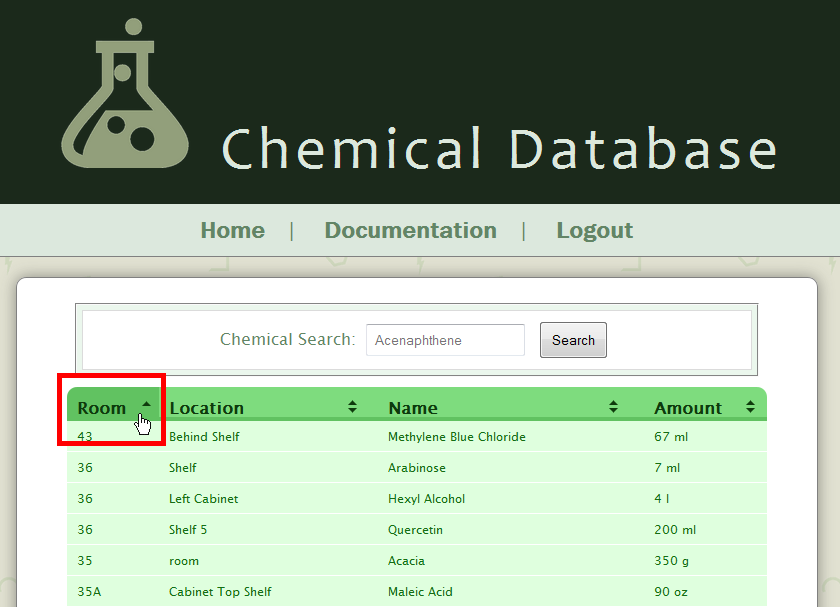 Chemical Database
Home | Documentation | Logout
Chemical Search: Acenaphthene Search
Room Location Name Amount
43 Behind Shelf Methylene Blue Chloride 67 ml
36 Shelf Arabinose 7 ml
36 Left Cabinet Hexyl Alcohol 4 l
36 Shelf 5 Quercetin 200 ml
35 room Acacia 350 g
35A Cabinet Top Shelf Maleic Acid 90 oz